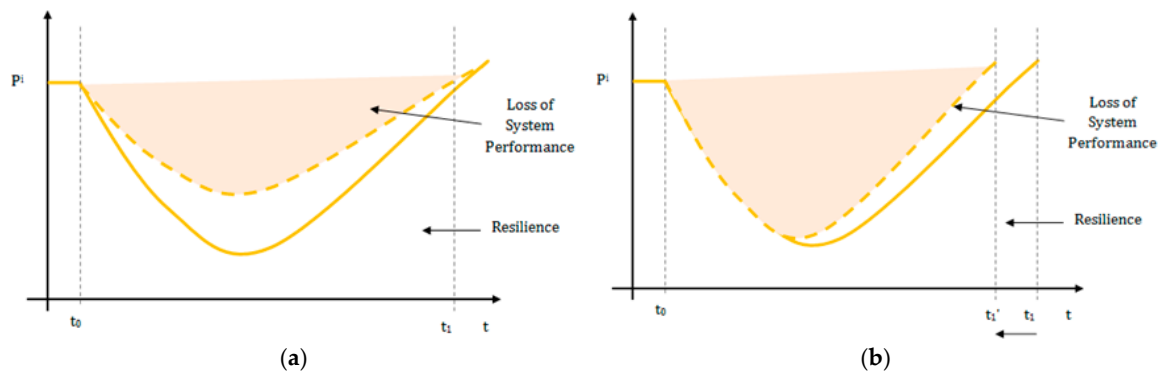 Pⁱ
Loss of
System
Performance
Resilience
t₀
t₁
t
(a)
Pⁱ
Loss of
System
Performance
Resilience
t₀
t₁'
t₁
t
(b)